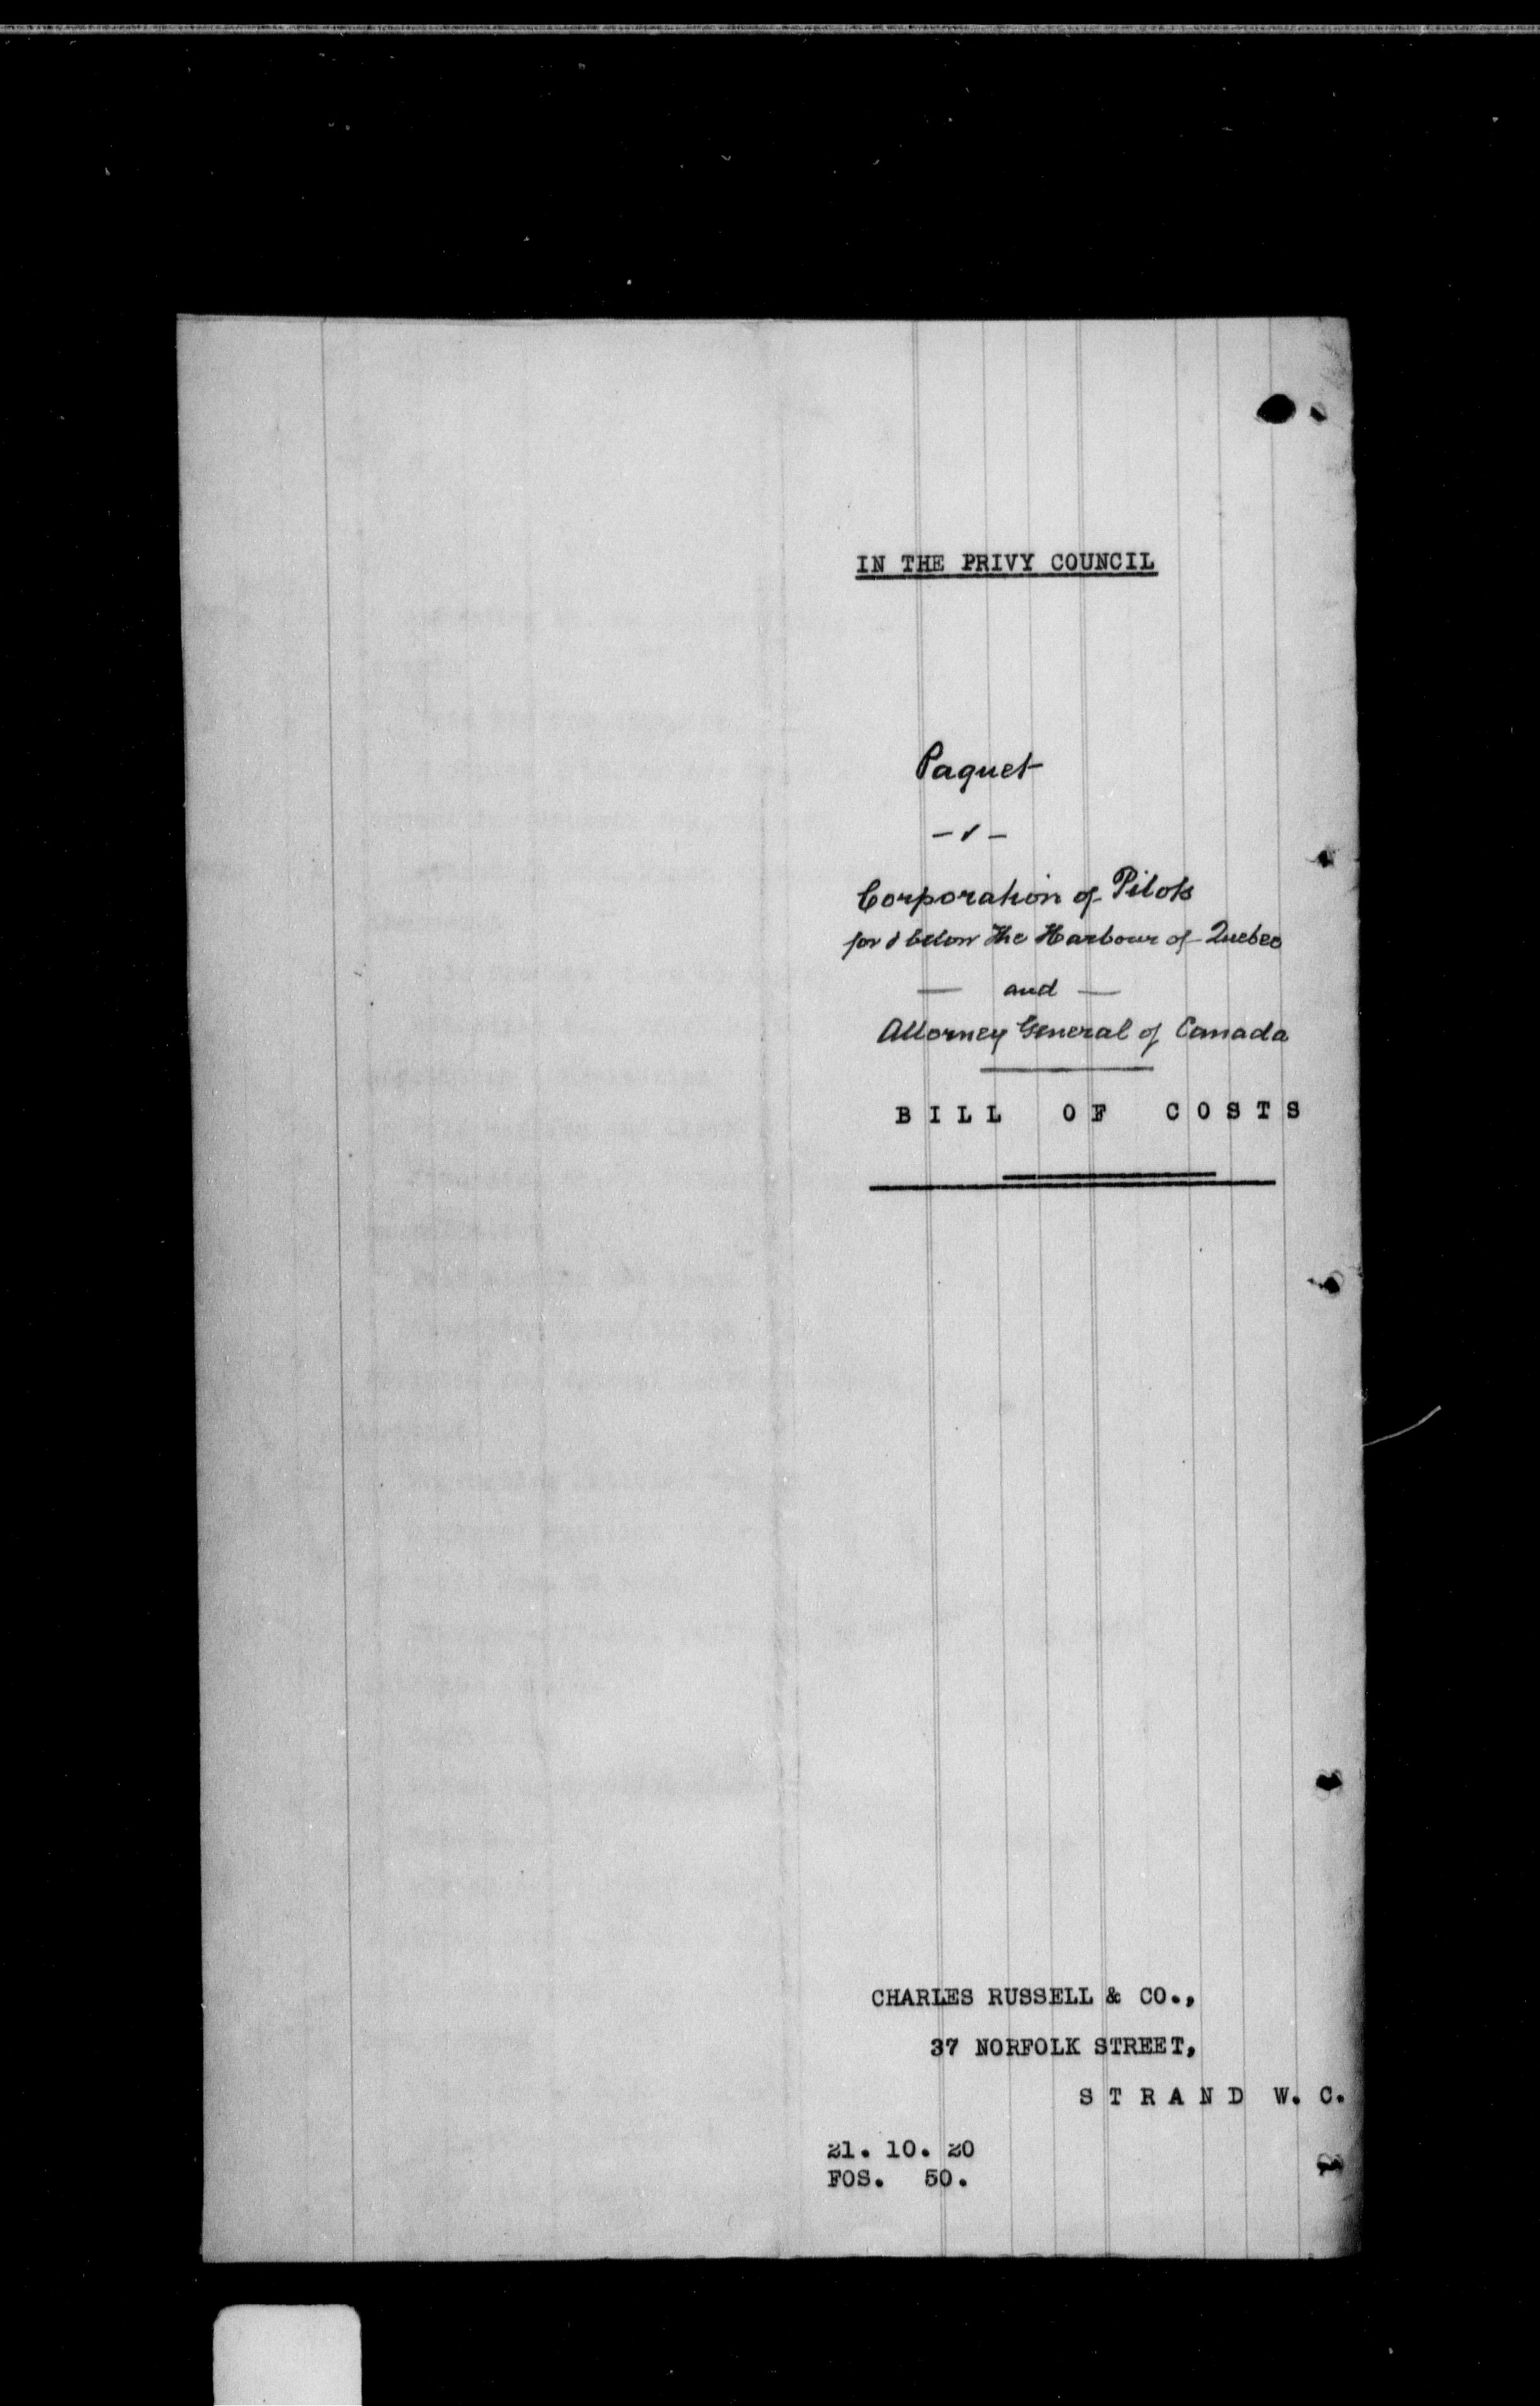 IN THE PRIVY COUNCIL
Paquet
- v -
Corporation of Pilots
for & below the Harbour of Quebec
— and —
Attorney General of Canada
BILL OF COSTS
CHARLES RUSSELL & CO.,
37 NORFOLK STREET,
STRAND W. C.
21. 10. 20
FOS. 50.